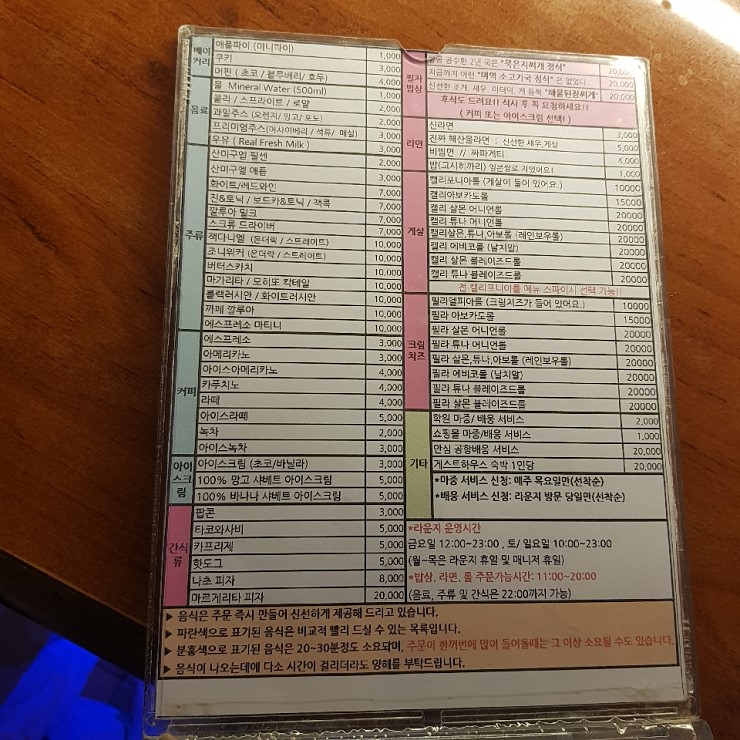 베이커리
애플파이 (미니파이) 1,000
쿠키 3,000
머핀 ( 초코 / 블루베리/ 호두) 3,000
음료
물 Mineral Water (500ml) 1,000
콜라 / 스프라이트 / 로얄 2,000
과일쥬스 (오렌지/ 망고/ 포도) 2,000
프리미엄쥬스(아사이베리 / 석류/ 매실) 3,000
우유 ( Real Fresh Milk ) 2,000
주류
산미구엘 필센 3,000
산미구엘 애플 3,000
화이트/레드와인 7,000
진&토닉 / 보드카&토닉 / 잭콕 7,000
깔루아 밀크 7,000
스크류 드라이버 7,000
잭다니엘 (온더락 / 스트레이트) 10,000
조니워커 (온더락 / 스트레이트) 10,000
버터스카치 10,000
마가리타 / 모히또 칵테일 10,000
블랙러시안 / 화이트러시안 10,000
까페 깔루아 10,000
에스프레소 마티니 10,000
커피
에스프레소 3,000
아메리카노 3,000
아이스아메리카노 4,000
카푸치노 4,000
라떼 4,000
아이스라떼 5,000
녹차 2,000
아이스녹차 3,000
아이스크림
아이스크림 (초코/바닐라) 3,000
100% 망고 샤베트 아이스크림 5,000
100% 바나나 샤베트 아이스크림 5,000
간식류
팝콘 3,000
타코와사비 5,000
카프리제 5,000
핫도그 5,000
나초 피자 8,000
마르게리타 피자 20,000
필자밥상
공수한 2년 묵은 "묵은지찌개 정식" 20,000
지금까지 이런 "미역 소고기국 정식" 은 없었다 20,000
신선한 조개, 새우, 미더덕, 게 듬뿍 "해물된장찌개" 20,000
후식도 드려요!! 식사 후 꼭 요청하세요!!
( 커피 또는 아이스크림 선택! )
라면
신라면 3,000
진짜 해산물라면 : 신선한 새우,게살 5,000
비빔면 // 짜파게티 4,000
밥(고시히까리) 일본쌀로 지었어요! 1,000
게살
캘리포니아롤 (게살이 들어 있어요.) 10000
캘리아보카도롤 15000
캘리 살몬 어니언롤 20000
캘리 튜나 어니언롤 20000
캘리살몬,튜나,아보롤 (레인보우롤) 20000
캘리 에비코롤 (날치알) 20000
캘리 살몬 블레이즈드롤 20000
캘리 튜나 블레이즈드롤 20000
전 캘리포니아롤 메뉴 스파이시 선택 가능!!
크림치즈
필라델피아롤 (크림치즈가 들어 있어요.) 10000
필라 아보카도롤 15000
필라 살몬 어니언롤 20000
필라 튜나 어니언롤 20000
필라 살몬,튜나,아보롤 (레인보우롤) 20000
필라 에비코롤 (날치알) 20000
필라 튜나 블레이즈드롤 20000
필라 살몬 블레이즈드롤 20000
기타
학원 마중/ 배웅 서비스 2,000
쇼핑몰 마중/배웅 서비스 1,000
안심 공항배웅 서비스 20,000
게스트하우스 숙박 1인당 20,000
*마중 서비스 신청: 매주 목요일만(선착순)
*배웅 서비스 신청: 라운지 방문 당일만(선착순)
*라운지 운영시간
금요일 12:00~23:00 , 토/ 일요일 10:00~23:00
(월~목은 라운지 휴일 및 매니저 휴일)
*밥상, 라면, 롤 주문가능시간: 11:00~20:00
(음료, 주류 및 간식은 22:00까지 가능)
▶ 음식은 주문 즉시 만들어 신선하게 제공해 드리고 있습니다.
▶ 파란색으로 표기된 음식은 비교적 빨리 드실 수 있는 목록입니다.
▶ 분홍색으로 표기된 음식은 20~30분정도 소요되며, 주문이 한꺼번에 많이 들어올때는 그 이상 소요될 수도 있습니다.
▶ 음식이 나오는데에 다소 시간이 걸리더라도 양해를 부탁드립니다.